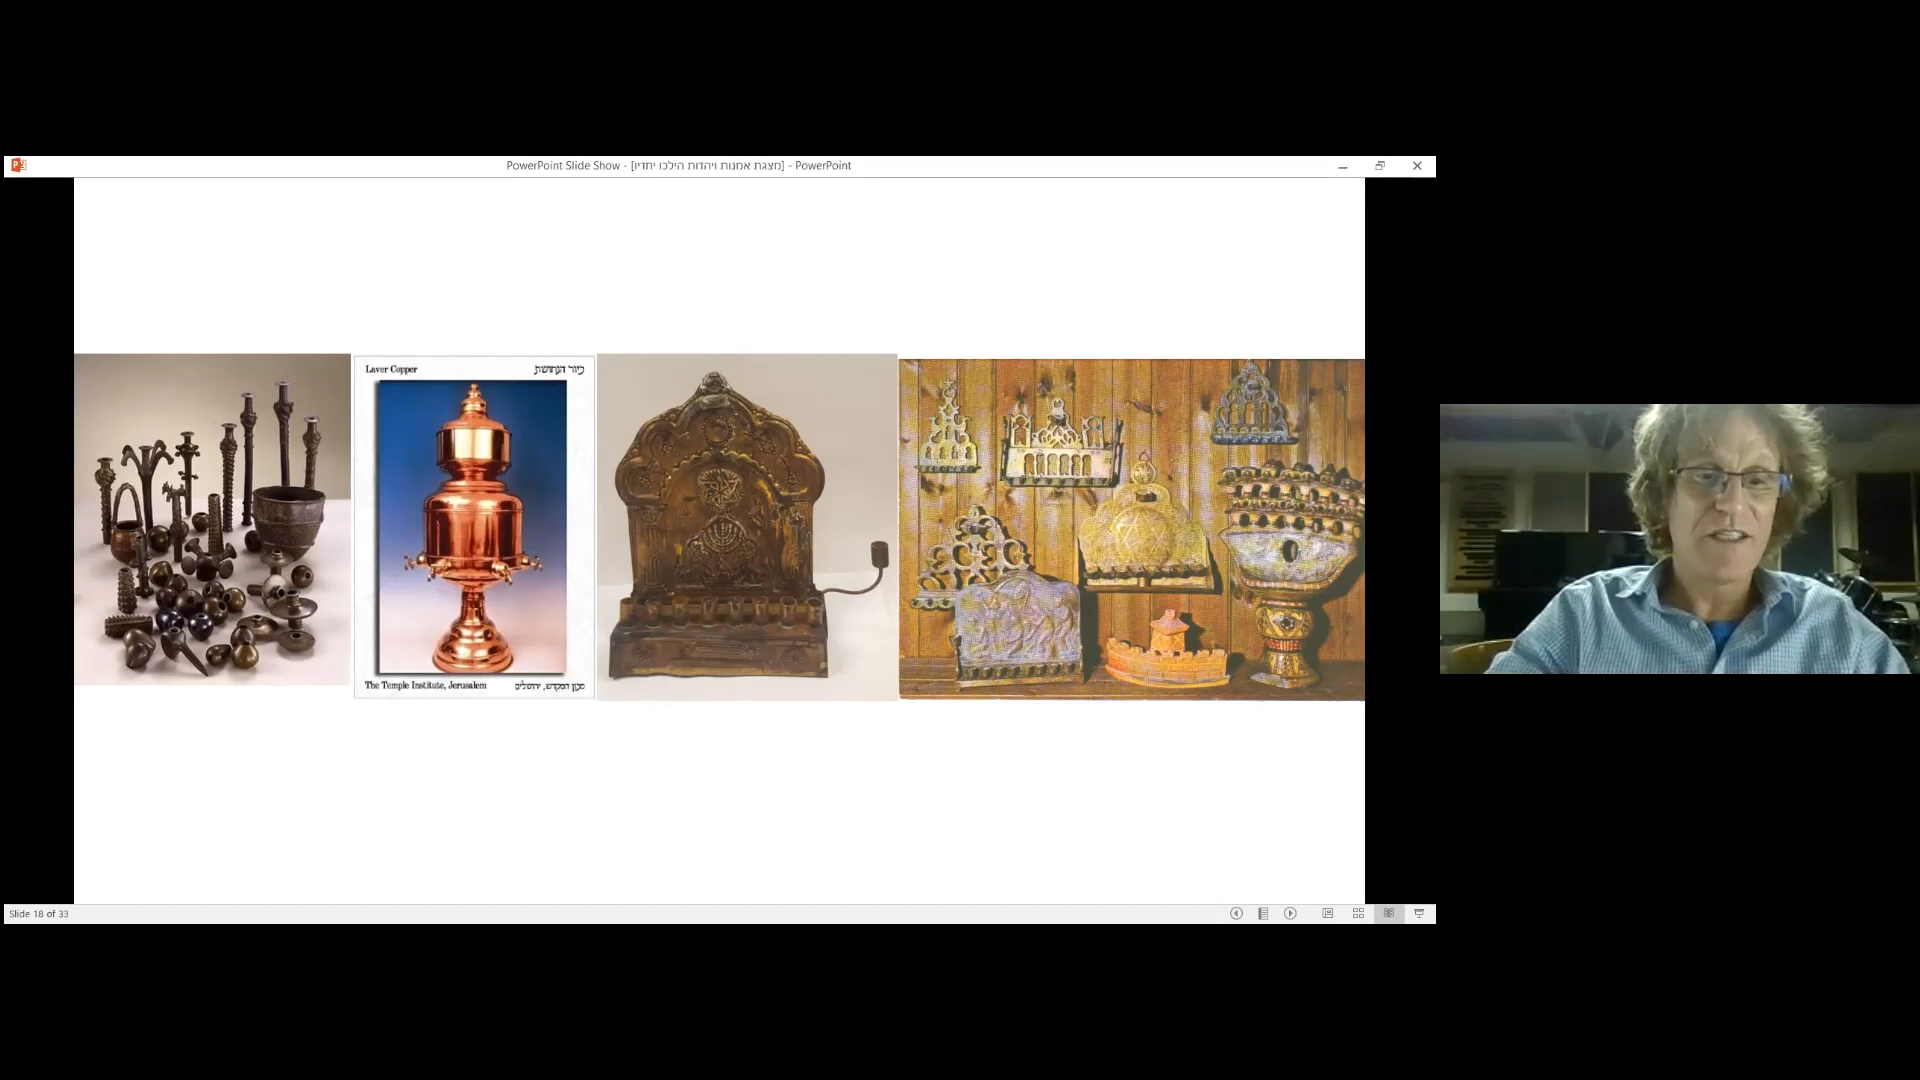 PowerPoint Slide Show - [מצגת אמנות ויהדות הילכו יחדיו] - PowerPoint
Laver Copper
כיור הנחושת
The Temple Institute, Jerusalem
מכון המקדש, ירושלים
Slide 18 of 33